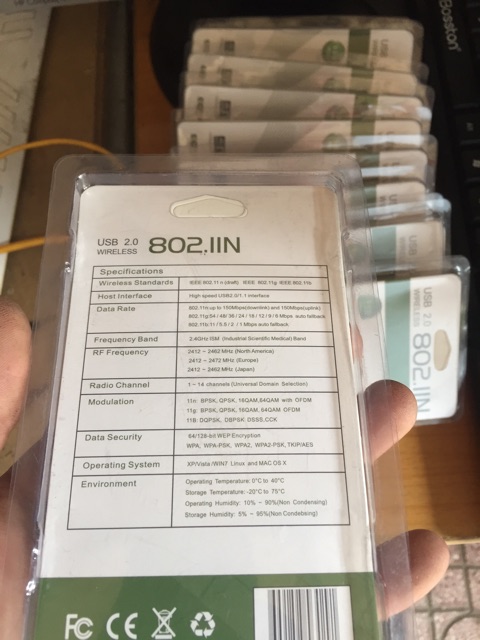 Boston
USB 2.0
WIRELESS 802.IIN
Specifications
Wireless Standards IEEE 802.11 n (draft) IEEE 802.11g IEEE 802.11b
Host Interface High speed USB2.0/1.1 interface
Data Rate 802.11n up to 150Mbps(downlink) and 150Mbps(uplink)
802.11g:54 / 48/ 36 / 24 / 18 / 12 / 9 / 6 Mbps auto fallback
802.11b:11 / 5.5 / 2 / 1 Mbps auto fallback
Frequency Band 2.4GHz ISM (Industrial Scientific Medical) Band
RF Frequency 2412 ~ 2462 MHz (North America)
2412 ~ 2472 MHz (Europe)
2412 ~ 2462 MHz (Japan)
Radio Channel 1 ~ 14 channels (Universal Domain Selection)
Modulation 11n: BPSK, QPSK, 16QAM,64QAM with OFDM
11g: BPSK, QPSK, 16QAM, 64QAM OFDM
11B: DQPSK, DBPSK DSSS,CCK
Data Security 64/128-bit WEP Encryption
WPA, WPA-PSK, WPA2, WPA2-PSK, TKIP/AES
Operating System XP/Vista /WIN7 Linux and MAC OS X
Environment Operating Temperature: 0°C to 40°C
Storage Temperature: -20°C to 75°C
Operating Humidity: 10% ~ 90%(Non Condensing)
Storage Humidity: 5% ~ 95%(Non Condebsing)
FC CE
USB 2.0
WIRELESS
802.IIN